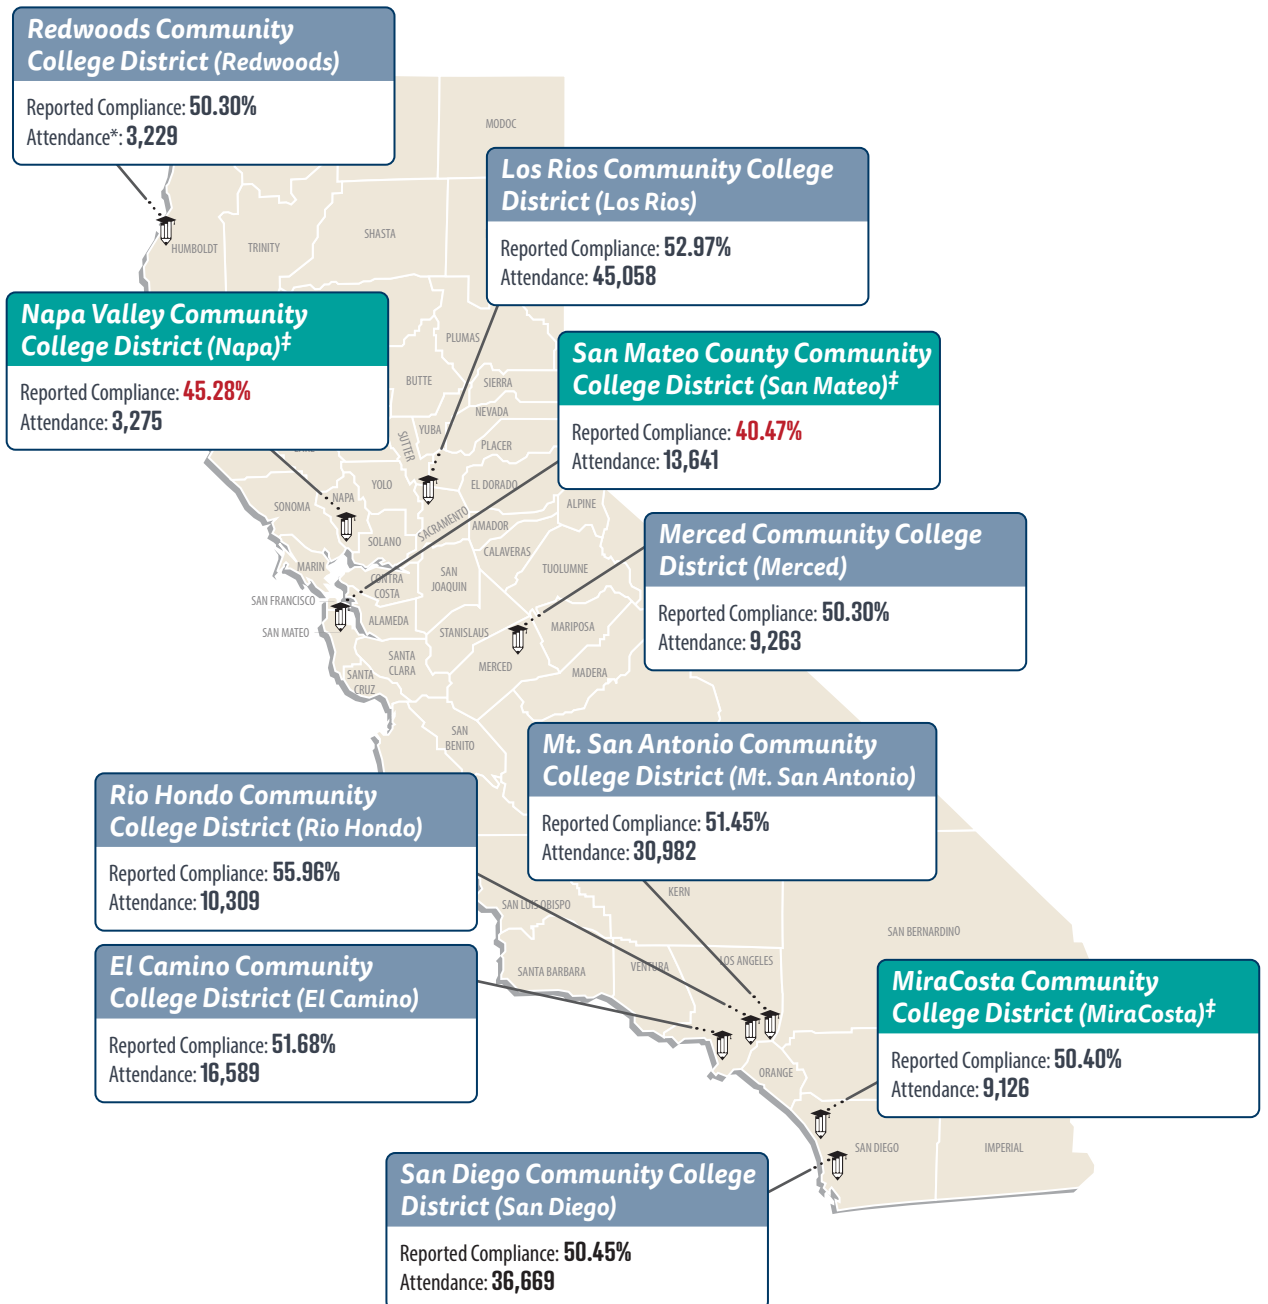 Redwoods Community
College District (Redwoods)
Reported Compliance: 50.30%
Attendance*: 3,229
MODOC
Los Rios Community College
District (Los Rios)
Reported Compliance: 52.97%
Attendance: 45,058
HUMBOLDT
TRINITY
SHASTA
Napa Valley Community
College District (Napa)‡
Reported Compliance: 45.28%
Attendance: 3,275
PLUMAS
BUTTE
SIERRA
NEVADA
YUBA
SUTTER
PLACER
San Mateo County Community
College District (San Mateo)‡
Reported Compliance: 40.47%
Attendance: 13,641
YOLO
EL DORADO
NAPA
SONOMA
ALPINE
SACRAMENTO
AMADOR
SOLANO
CALAVERAS
MARIN
TUOLUMNE
CONTRA
COSTA
SAN
JOAQUIN
SAN FRANCISCO
ALAMEDA
SAN MATEO
STANISLAUS
MARIPOSA
SANTA
CLARA
MERCED
MADERA
SANTA
CRUZ
Merced Community College
District (Merced)
Reported Compliance: 50.30%
Attendance: 9,263
SAN
BENITO
Mt. San Antonio Community
College District (Mt. San Antonio)
Reported Compliance: 51.45%
Attendance: 30,982
Rio Hondo Community
College District (Rio Hondo)
Reported Compliance: 55.96%
Attendance: 10,309
KERN
SAN LUIS OBISPO
SAN BERNARDINO
El Camino Community
College District (El Camino)
Reported Compliance: 51.68%
Attendance: 16,589
SANTA BARBARA
VENTURA
LOS ANGELES
MiraCosta Community
College District (MiraCosta)‡
Reported Compliance: 50.40%
Attendance: 9,126
ORANGE
SAN DIEGO
IMPERIAL
San Diego Community College
District (San Diego)
Reported Compliance: 50.45%
Attendance: 36,669